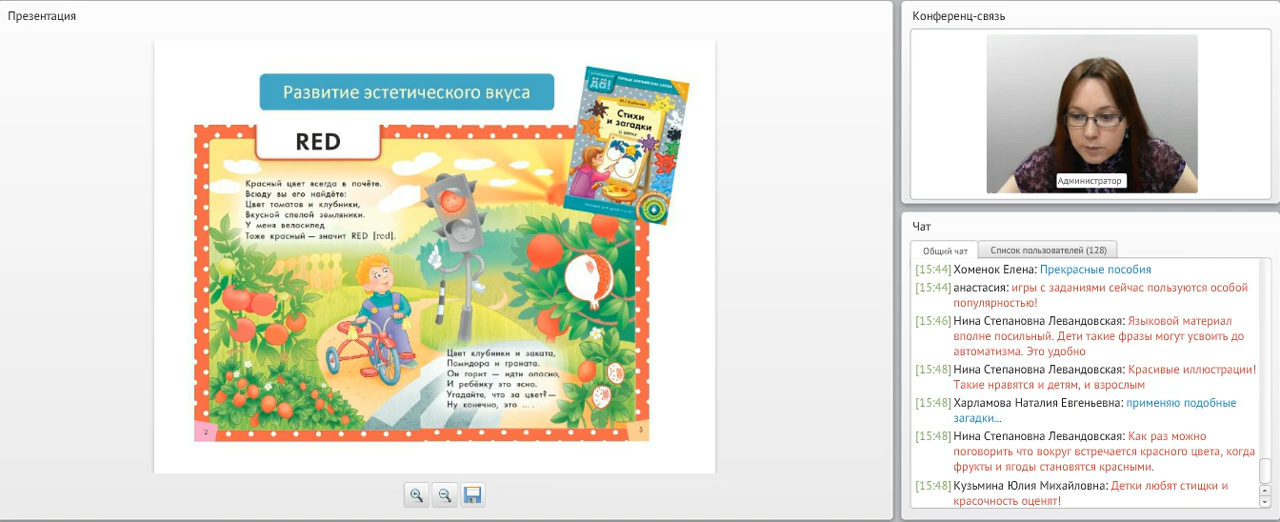 Презентация
Развитие эстетического вкуса
ДА!
Стихи
и загадки
RED
Красный цвет всегда в почёте.
Всюду вы его найдёте:
Цвет томатов и клубники,
Вкусной спелой земляники.
У меня велосипед
Тоже красный — значит RED [red].
Цвет клубники и заката,
Помидора и граната.
Он горит — идти опасно,
И ребёнку это ясно.
Угадайте, что за цвет? —
Ну конечно, это ... .
2
3
Конференц-связь
Администратор
Чат
Общий чат
Список пользователей (128)
[15:44] Хоменок Елена: Прекрасные пособия
[15:44] анастасия: игры с заданиями сейчас пользуются особой
популярностью!
[15:46] Нина Степановна Левандовская: Языковой материал
вполне посильный. Дети такие фразы могут усвоить до
автоматизма. Это удобно
[15:48] Нина Степановна Левандовская: Красивые иллюстрации!
Такие нравятся и детям, и взрослым
[15:48] Харламова Наталия Евгеньевна: применяю подобные
загадки...
[15:48] Нина Степановна Левандовская: Как раз можно
поговорить что вокруг встречается красного цвета, когда
фрукты и ягоды становятся красными.
[15:48] Кузьмина Юлия Михайловна: Детки любят стищки и
красочность оценят!